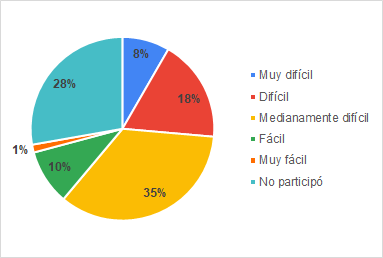 8%
18%
35%
10%
1%
28%
Muy difícil
Difícil
Medianamente difícil
Fácil
Muy fácil
No participó